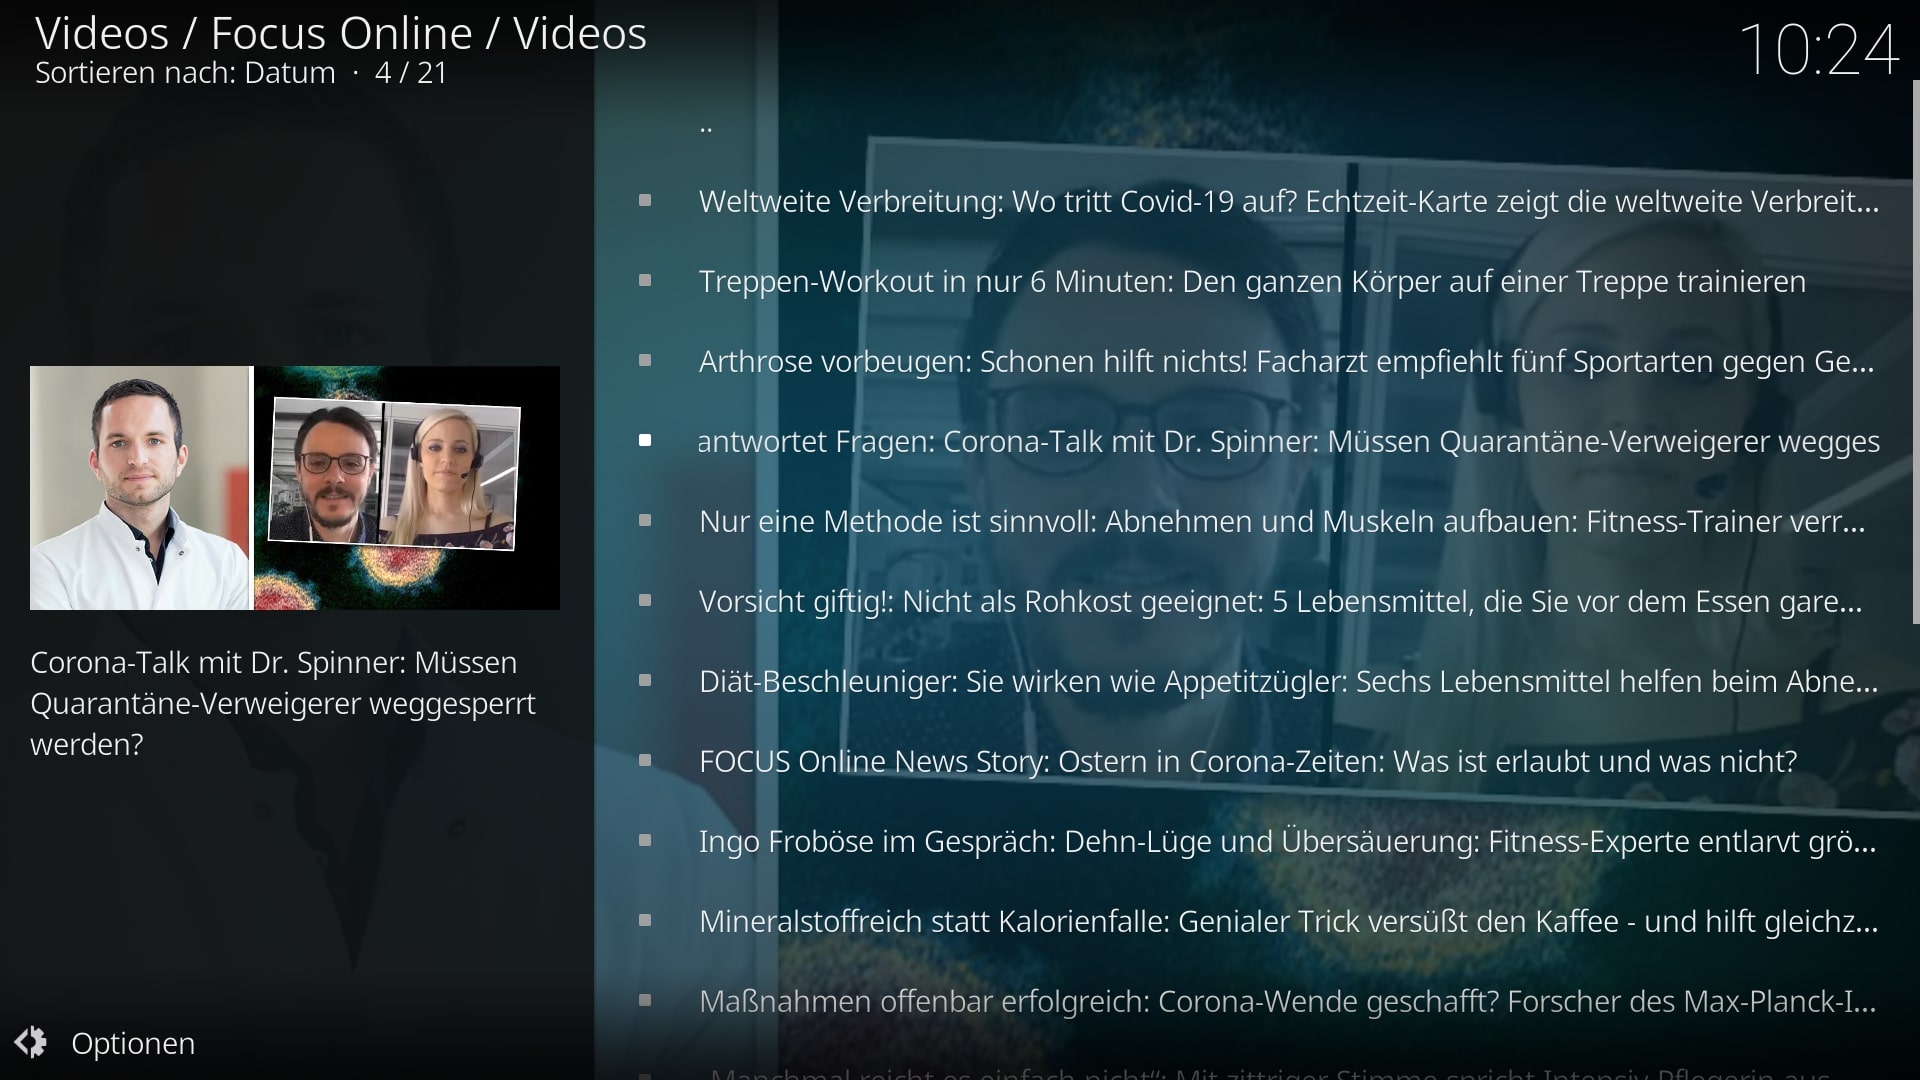 Videos / Focus Online / Videos
Sortieren nach: Datum · 4 / 21
10:24
..
Weltweite Verbreitung: Wo tritt Covid-19 auf? Echtzeit-Karte zeigt die weltweite Verbreit...
Treppen-Workout in nur 6 Minuten: Den ganzen Körper auf einer Treppe trainieren
Arthrose vorbeugen: Schonen hilft nichts! Facharzt empfiehlt fünf Sportarten gegen Ge...
antwortet Fragen: Corona-Talk mit Dr. Spinner: Müssen Quarantäne-Verweigerer wegges
Nur eine Methode ist sinnvoll: Abnehmen und Muskeln aufbauen: Fitness-Trainer verr...
Vorsicht giftig!: Nicht als Rohkost geeignet: 5 Lebensmittel, die Sie vor dem Essen gare...
Diät-Beschleuniger: Sie wirken wie Appetitzügler: Sechs Lebensmittel helfen beim Abne...
FOCUS Online News Story: Ostern in Corona-Zeiten: Was ist erlaubt und was nicht?
Ingo Froböse im Gespräch: Dehn-Lüge und Übersäuerung: Fitness-Experte entlarvt grö...
Mineralstoffreich statt Kalorienfalle: Genialer Trick versüßt den Kaffee - und hilft gleichz...
Maßnahmen offenbar erfolgreich: Corona-Wende geschafft? Forscher des Max-Planck-I...
„Manchmal reicht es einfach nicht“: Mit zittriger Stimme spricht Intensiv-Pflegerin aus
Corona-Talk mit Dr. Spinner: Müssen
Quarantäne-Verweigerer weggesperrt
werden?
Optionen